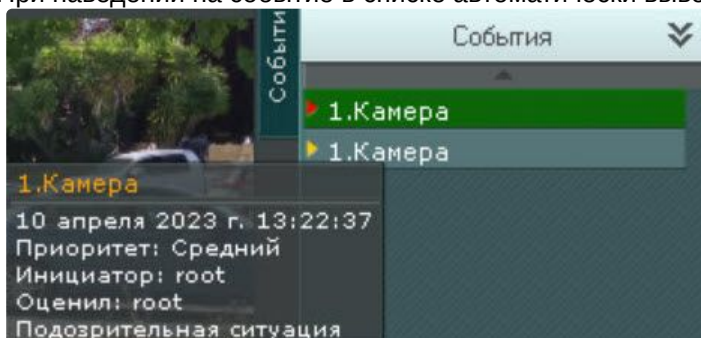 События
Событи
1.Камера
1.Камера
1.Камера
10 апреля 2023 г. 13:22:37
Приоритет: Средний
Инициатор: root
Оценил: root
Подозрительная ситуация